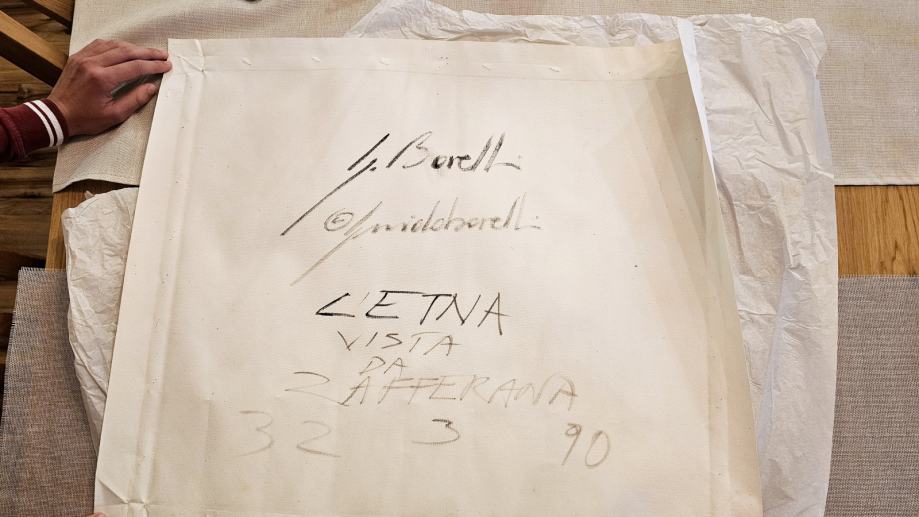 G. Borelli
©guidoborelli
L'ETNA
VISTA
DA
ZAFFERANA
32 3 90